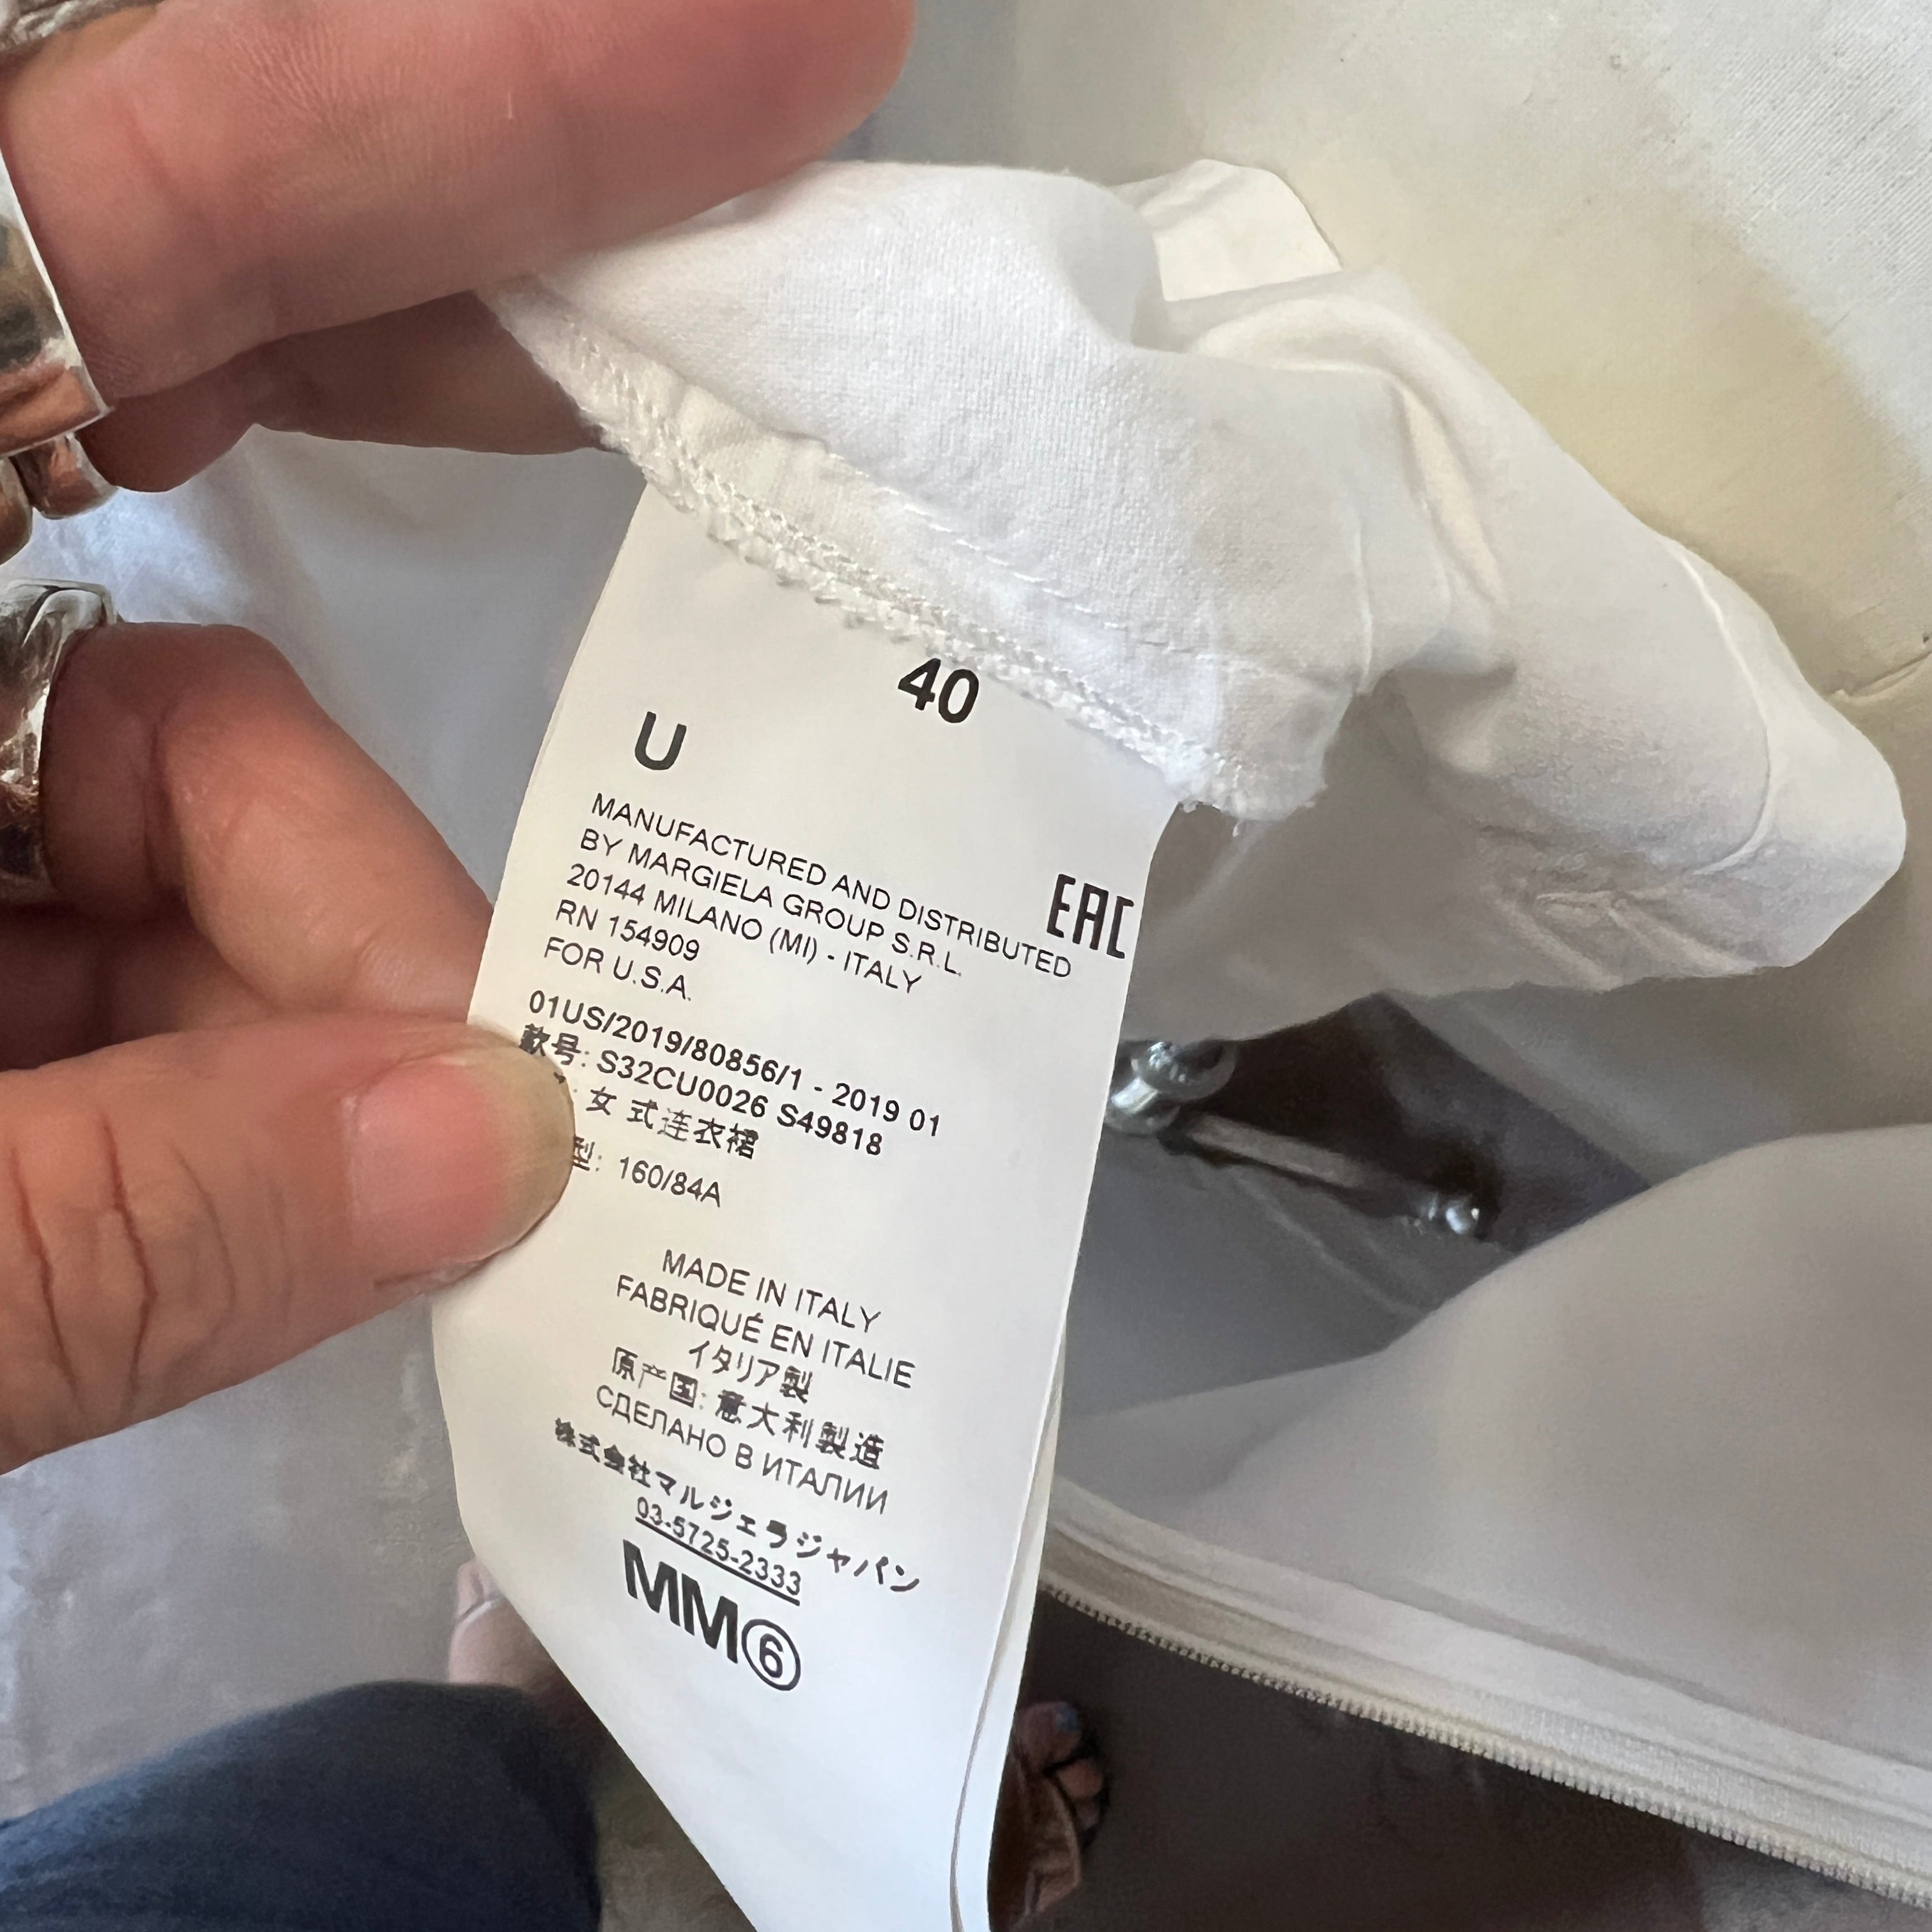 40
U
MANUFACTURED AND DISTRIBUTED
BY MARGIELA GROUP S.R.L.
20144 MILANO (MI) - ITALY
RN 154909
FOR U.S.A.
EAC
01US/2019/80856/1 - 2019 01
款号: S32CU0026 S49818
: 女 式连衣裙
型: 160/84A
MADE IN ITALY
FABRIQUÉ EN ITALIE
イタリア製
原产国: 意大利製造
СДЕЛАНО В ИТАЛИИ
株式会社マルジェラジャパン
03-5725-2333
MM⑥